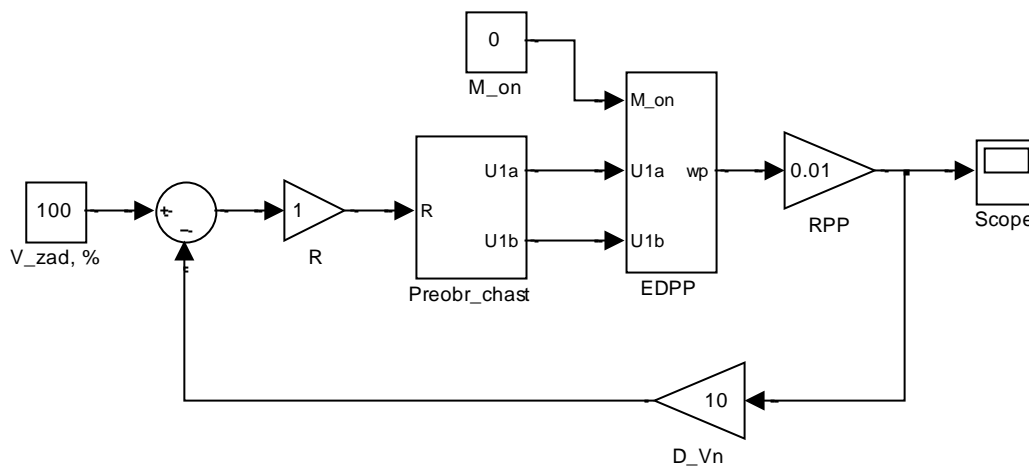 0
M_on
M_on
U1a
U1a
wp
0.01
R
100
1
U1b
U1b
RPP
Scope
V_zad, %
R
Preobr_chast
EDPP
10
D_Vn